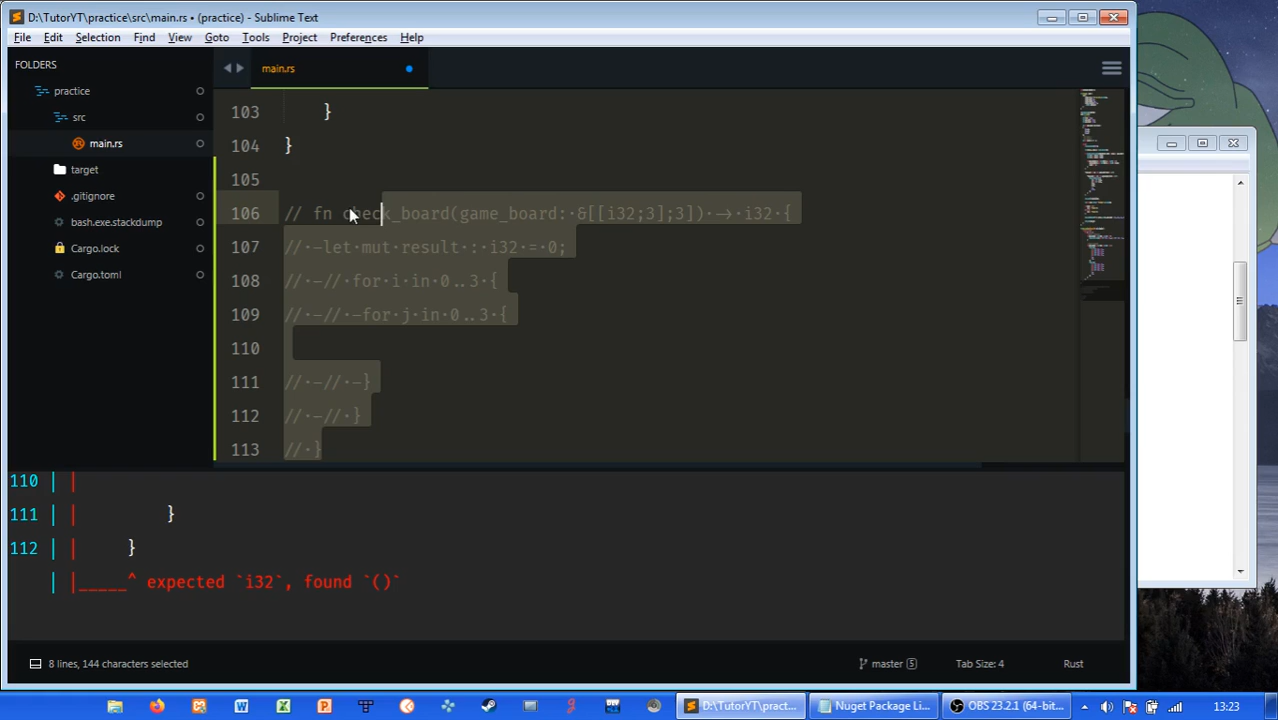 D:\TutorYT\practice\src\main.rs • (practice) - Sublime Text
File Edit Selection Find View Goto Tools Project Preferences Help
FOLDERS
practice
src
main.rs
target
.gitignore
bash.exe.stackdump
Cargo.lock
Cargo.toml
main.rs
103 }
104 }
105
106 // fn check_board(game_board: &[[i32;3];3]) -> i32 {
107 // let mut result : i32 = 0;
108 // // for i in 0..3 {
109 // // for j in 0..3 {
110
111 // // }
112 // // }
113 // }
110 |
111 | }
112 | }
|_____^ expected `i32`, found `()`
8 lines, 144 characters selected
master 5
Tab Size: 4
Rust
D:\TutorYT\pract...
Nuget Package Li...
OBS 23.2.1 (64-bit...
13:23